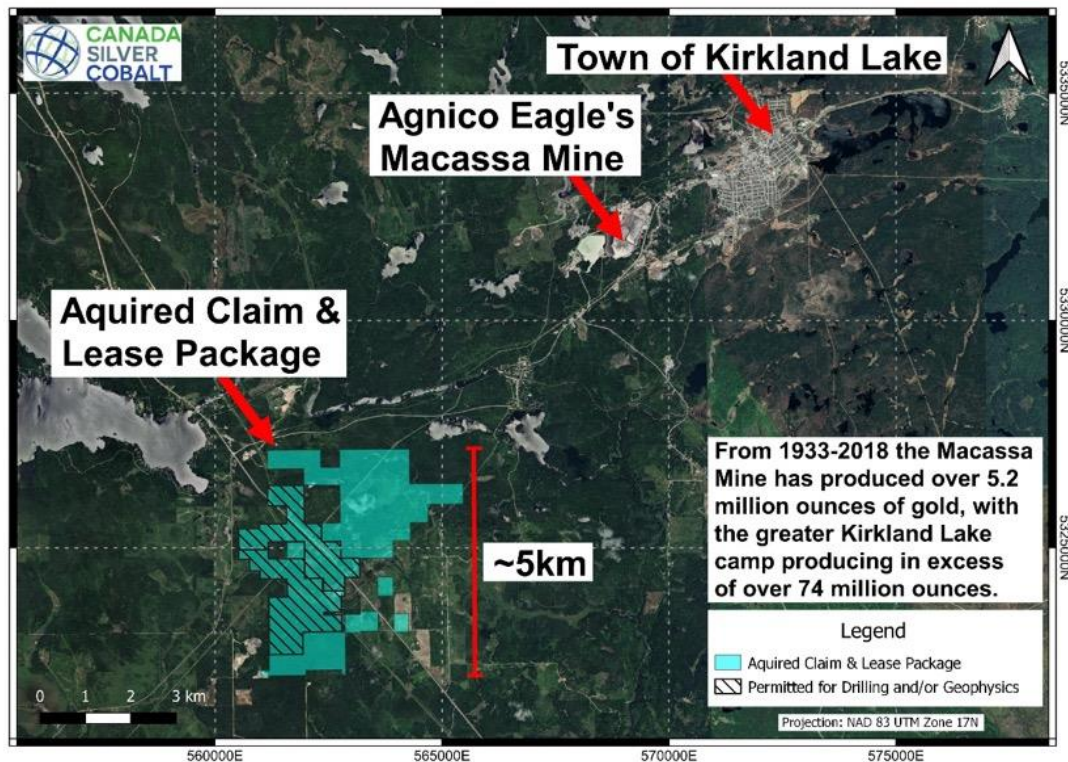 CANADA
SILVER
COBALT
Town of Kirkland Lake
Agnico Eagle's
Macassa Mine
Aquired Claim &
Lease Package
~5km
From 1933-2018 the Macassa
Mine has produced over 5.2
million ounces of gold, with
the greater Kirkland Lake
camp producing in excess
of over 74 million ounces.
Legend
Aquired Claim & Lease Package
Permitted for Drilling and/or Geophysics
Projection: NAD 83 UTM Zone 17N
0 1 2 3 km
5335000N
5330000N
5325000N
560000E 565000E 570000E 575000E